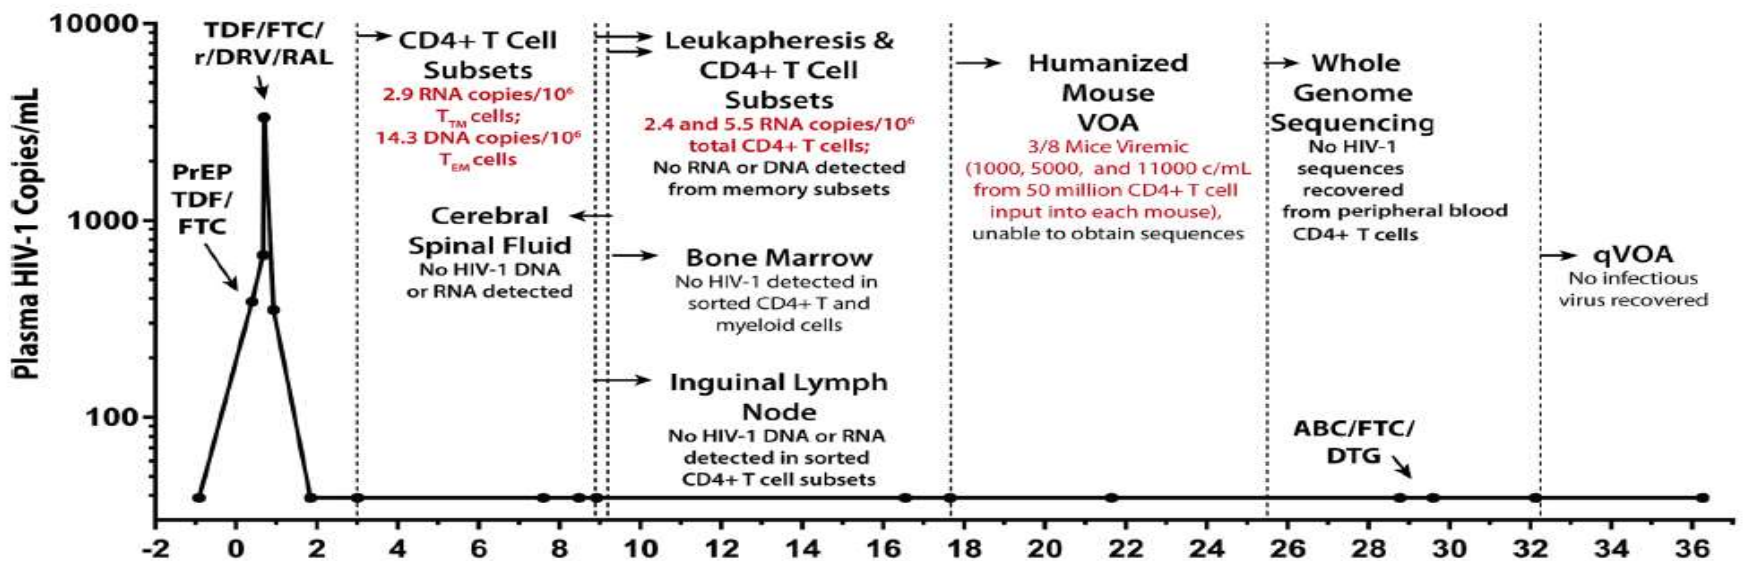 Plasma HIV-1 Copies/mL
10000
1000
100
TDF/FTC/
r/DRV/RAL
PrEP
TDF/
FTC
CD4+ T Cell
Subsets
2.9 RNA copies/10⁶
T_TM cells;
14.3 DNA copies/10⁶
T_EM cells
Cerebral
Spinal Fluid
No HIV-1 DNA
or RNA detected
Leukapheresis &
CD4+ T Cell
Subsets
2.4 and 5.5 RNA copies/10⁶
total CD4+ T cells;
No RNA or DNA detected
from memory subsets
Bone Marrow
No HIV-1 detected in
sorted CD4+ T and
myeloid cells
Inguinal Lymph
Node
No HIV-1 DNA or RNA
detected in sorted
CD4+ T cell subsets
Humanized
Mouse
VOA
3/8 Mice Viremic
(1000, 5000, and 11000 c/mL
from 50 million CD4+ T cell
input into each mouse),
unable to obtain sequences
Whole
Genome
Sequencing
No HIV-1
sequences
recovered
from peripheral blood
CD4+ T cells
ABC/FTC/
DTG
qVOA
No infectious
virus recovered
-2 0 2 4 6 8 10 12 14 16 18 20 22 24 26 28 30 32 34 36